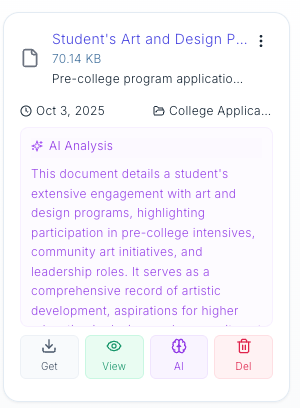 Student's Art and Design P...
70.14 KB
Pre-college program applicatio...
Oct 3, 2025
College Applica...
AI Analysis
This document details a student's
extensive engagement with art and
design programs, highlighting
participation in pre-college intensives,
community art initiatives, and
leadership roles. It serves as a
comprehensive record of artistic
development, aspirations for higher
Get
View
AI
Del